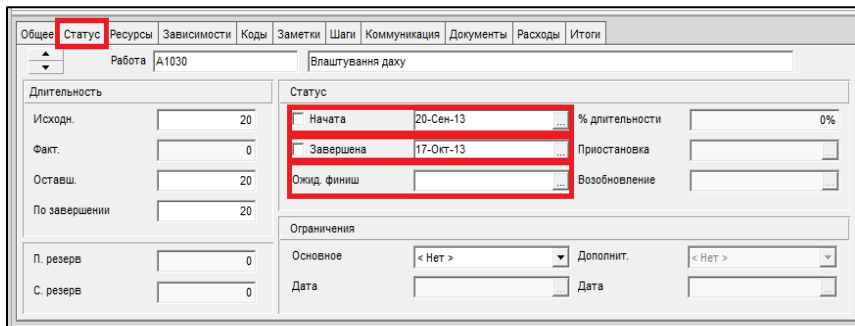 Общее Статус Ресурсы Зависимости Коды Заметки Шаги Коммуникация Документы Расходы Итоги
Работа A1030 Влаштування даху
Длительность Статус
Исходн. 20 Начата 20-Сен-13 ... % длительности 0%
Факт. 0 Завершена 17-Окт-13 ... Приостановка ...
Оставш. 20 Ожид. финиш ... Возобновление ...
По завершении 20
Ограничения
П. резерв 0 Основное < Нет > Дополнит. < Нет >
С. резерв 0 Дата ... Дата ...